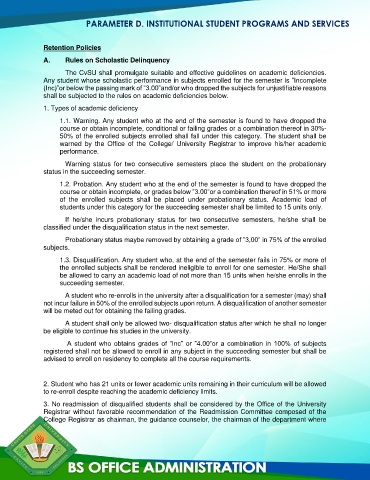 PARAMETER D. INSTITUTIONAL STUDENT PROGRAMS AND SERVICES
Retention Policies
A. Rules on Scholastic Delinquency
The CvSU shall promulgate suitable and effective guidelines on academic deficiencies.
Any student whose scholastic performance in subjects enrolled for the semester is "Incomplete
(Inc)"or below the passing mark of "3.00"and/or who dropped the subjects for unjustifiable reasons
shall be subjected to the rules on academic deficiencies below.
1. Types of academic deficiency
1.1. Warning. Any student who at the end of the semester is found to have dropped the
course or obtain incomplete, conditional or failing grades or a combination thereof in 30%-
50% of the enrolled subjects enrolled shall fall under this category. The student shall be
warned by the Office of the College/ University Registrar to improve his/her academic
performance.
Warning status for two consecutive semesters place the student on the probationary
status in the succeeding semester.
1.2. Probation. Any student who at the end of the semester is found to have dropped the
course or obtain incomplete, or grades below "3.00"or a combination thereof in 51% or more
of the enrolled subjects shall be placed under probationary status. Academic load of
students under this category for the succeeding semester shall be limited to 15 units only.
If he/she incurs probationary status for two consecutive semesters, he/she shall be
classified under the disqualification status in the next semester.
Probationary status maybe removed by obtaining a grade of "3,00" in 75% of the enrolled
subjects.
1.3. Disqualification. Any student who, at the end of the semester fails in 75% or more of
the enrolled subjects shall be rendered ineligible to enroll for one semester. He/She shall
be allowed to carry an academic load of not more than 15 units when he/she enrolls in the
succeeding semester.
A student who re-enrolls in the university after a disqualification for a semester (may) shall
not incur failure in 50% of the enrolled subjects upon return. A disqualification of another semester
will be meted out for obtaining the failing grades.
A student shall only be allowed two- disqualification status after which he shall no longer
be eligible to continue his studies in the university.
A student who obtains grades of "Inc" or "4.00"or a combination in 100% of subjects
registered shall not be allowed to enroll in any subject in the succeeding semester but shall be
advised to enroll on residency to complete all the course requirements.
2. Student who has 21 units or fewer academic units remaining in their curriculum will be allowed
to re-enroll despite reaching the academic deficiency limits.
3. No readmission of disqualified students shall be considered by the Office of the University
Registrar without favorable recommendation of the Readmission Committee composed of the
College Registrar as chairman, the guidance counselor, the chairman of the department where
BS OFFICE ADMINISTRATION